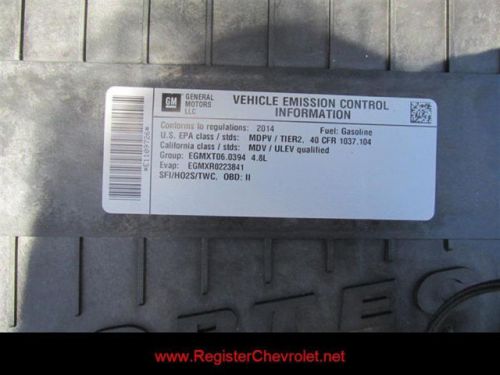 GM
GENERAL
MOTORS
LLC
VEHICLE EMISSION CONTROL
INFORMATION
Conforms to regulations: 2014 Fuel: Gasoline
U.S. EPA class / stds: MDPV / TIER2, 40 CFR 1037.104
California class / stds: MDV / ULEV qualified
Group: EGMXT06.0394 4.8L
Evap: EGMXR0223841
SFI/HO2S/TWC, OBD: II
www.RegisterChevrolet.net